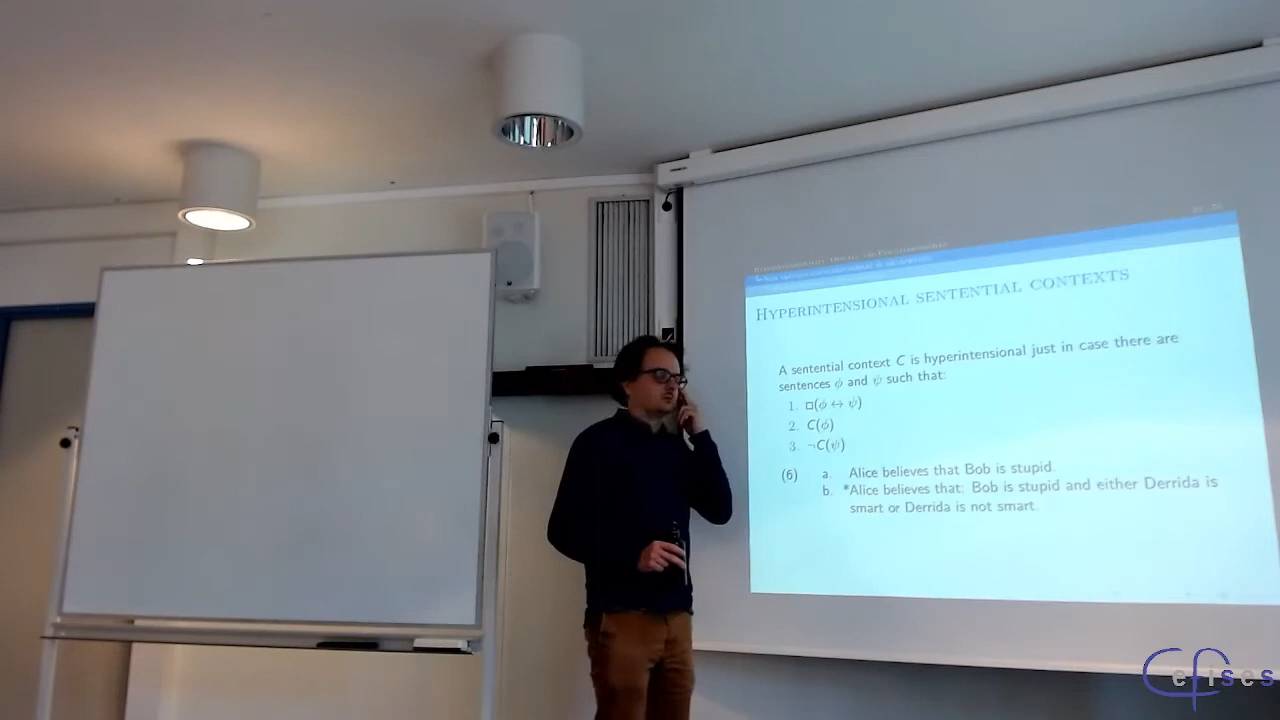 HYPERINTENSIONAL SENTENTIAL CONTEXTS
A sentential context C is hyperintensional just in case there are
sentences ϕ and ψ such that:
1. □(ϕ ↔ ψ)
2. C(ϕ)
3. ¬C(ψ)
(6) a. Alice believes that Bob is stupid.
b. *Alice believes that: Bob is stupid and either Derrida is
smart or Derrida is not smart.
Cefises